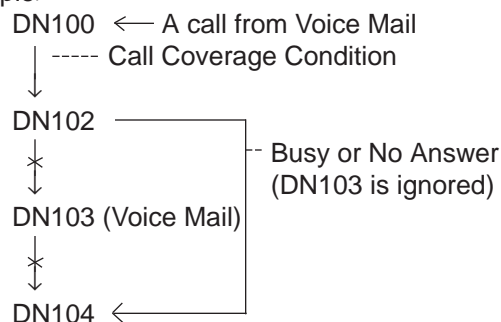 ple.
DN100 A call from Voice Mail
Call Coverage Condition
DN102
Busy or No Answer
(DN103 is ignored)
DN103 (Voice Mail)
DN104